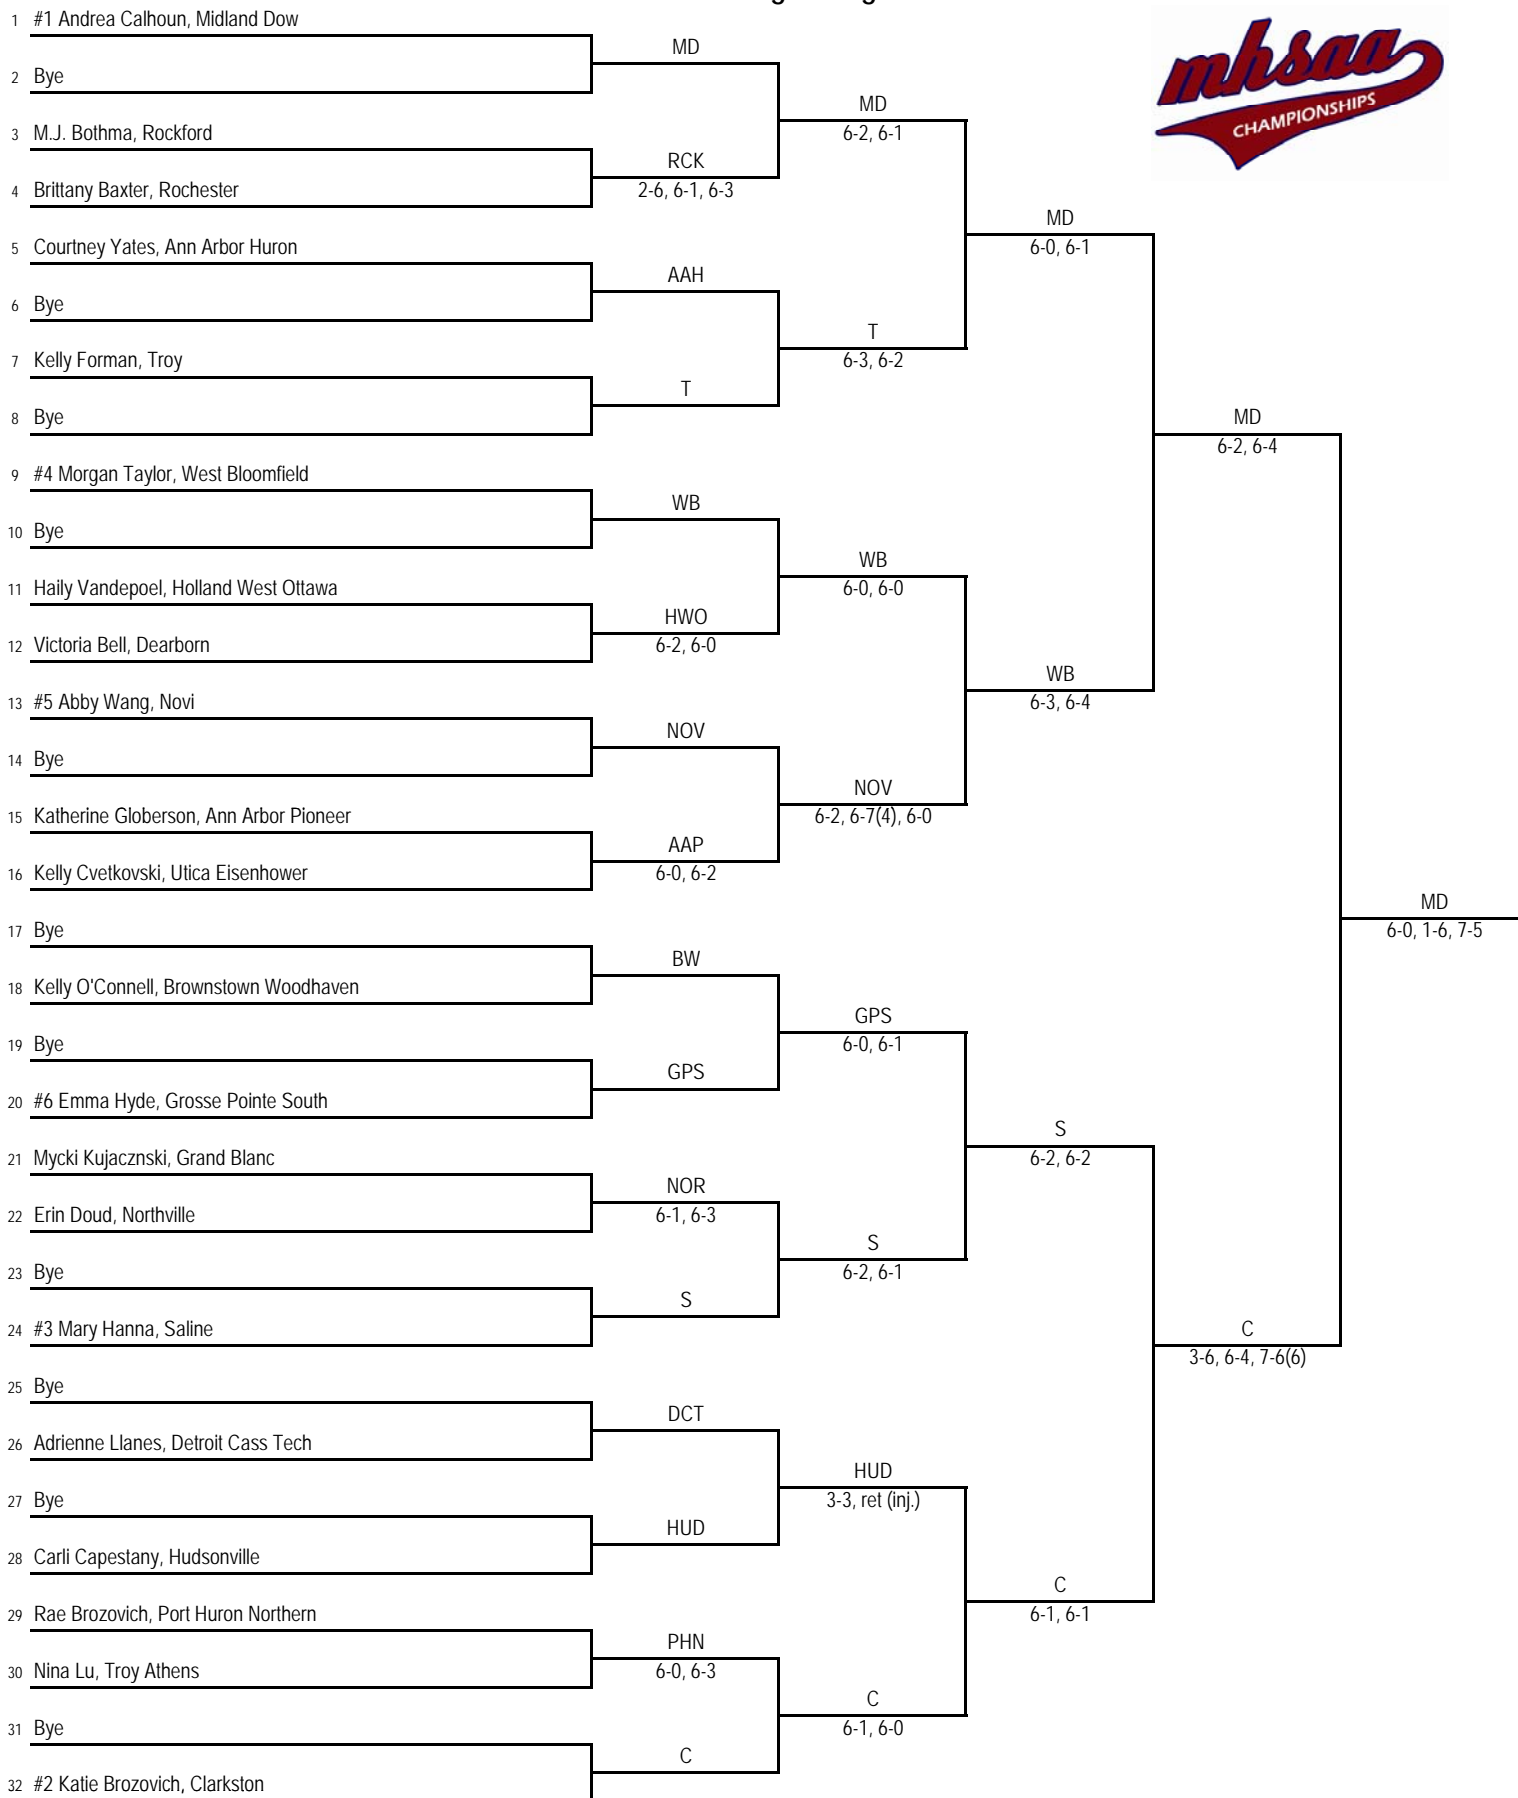 mhsaa
CHAMPIONSHIPS
1 #1 Andrea Calhoun, Midland Dow
MD
2 Bye
MD
6-2, 6-1
3 M.J. Bothma, Rockford
RCK
2-6, 6-1, 6-3
4 Brittany Baxter, Rochester
MD
6-0, 6-1
5 Courtney Yates, Ann Arbor Huron
AAH
6 Bye
T
6-3, 6-2
7 Kelly Forman, Troy
T
8 Bye
MD
6-2, 6-4
9 #4 Morgan Taylor, West Bloomfield
WB
10 Bye
WB
6-0, 6-0
11 Haily Vandepoel, Holland West Ottawa
HWO
6-2, 6-0
12 Victoria Bell, Dearborn
WB
6-3, 6-4
13 #5 Abby Wang, Novi
NOV
14 Bye
NOV
6-2, 6-7(4), 6-0
15 Katherine Globerson, Ann Arbor Pioneer
AAP
6-0, 6-2
16 Kelly Cvetkovski, Utica Eisenhower
MD
6-0, 1-6, 7-5
17 Bye
BW
18 Kelly O'Connell, Brownstown Woodhaven
GPS
6-0, 6-1
19 Bye
GPS
20 #6 Emma Hyde, Grosse Pointe South
S
6-2, 6-2
21 Mycki Kujacznski, Grand Blanc
NOR
6-1, 6-3
22 Erin Doud, Northville
S
6-2, 6-1
23 Bye
S
24 #3 Mary Hanna, Saline
C
3-6, 6-4, 7-6(6)
25 Bye
DCT
26 Adrienne Llanes, Detroit Cass Tech
HUD
3-3, ret (inj.)
27 Bye
HUD
28 Carli Capestany, Hudsonville
C
6-1, 6-1
29 Rae Brozovich, Port Huron Northern
PHN
6-0, 6-3
30 Nina Lu, Troy Athens
C
6-1, 6-0
31 Bye
C
32 #2 Katie Brozovich, Clarkston